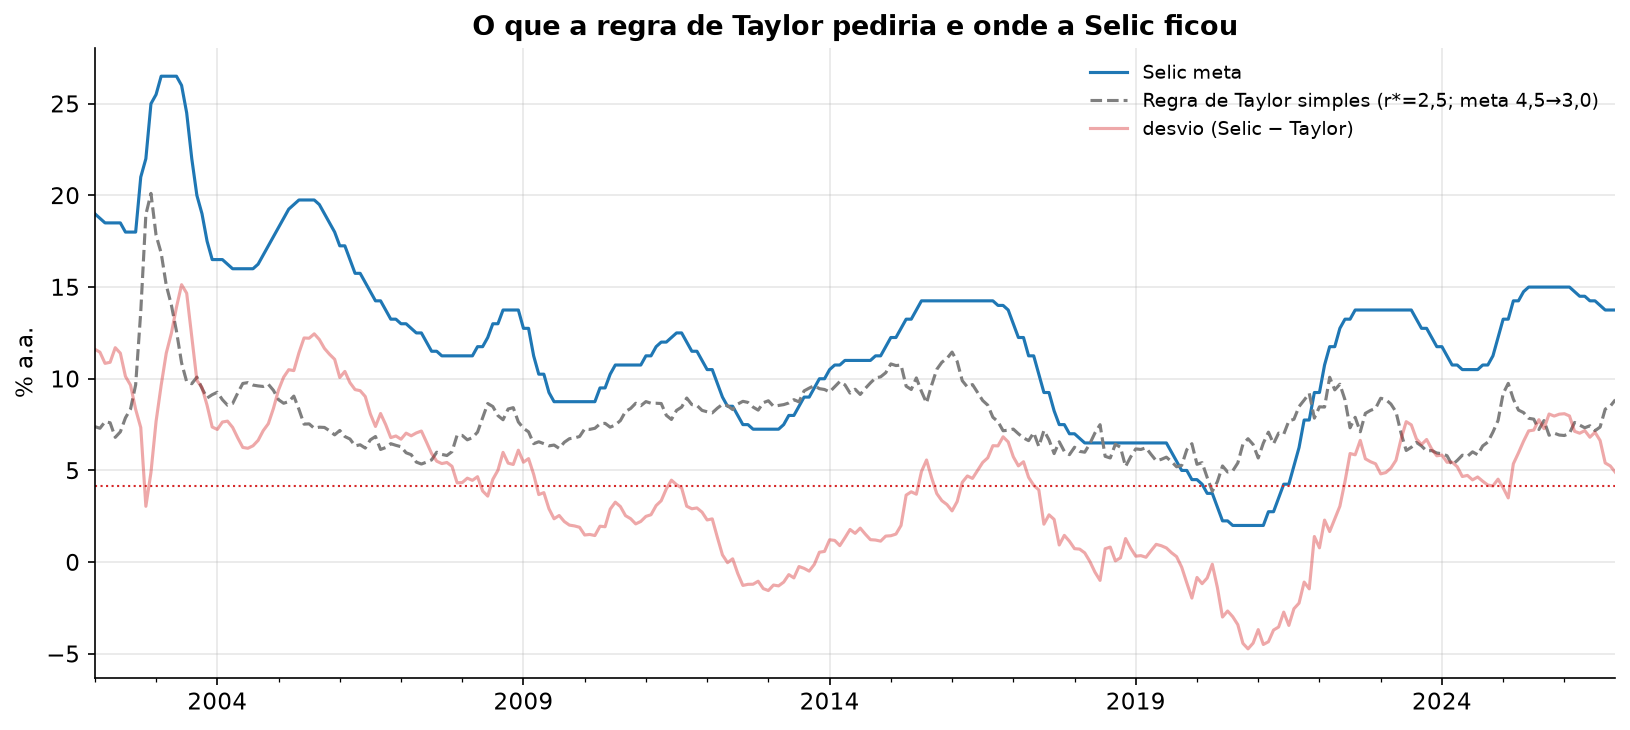 O que a regra de Taylor pediria e onde a Selic ficou
Selic meta
Regra de Taylor simples (r*=2,5; meta 4,5→3,0)
desvio (Selic − Taylor)
% a.a.
25
20
15
10
5
0
−5
2004
2009
2014
2019
2024